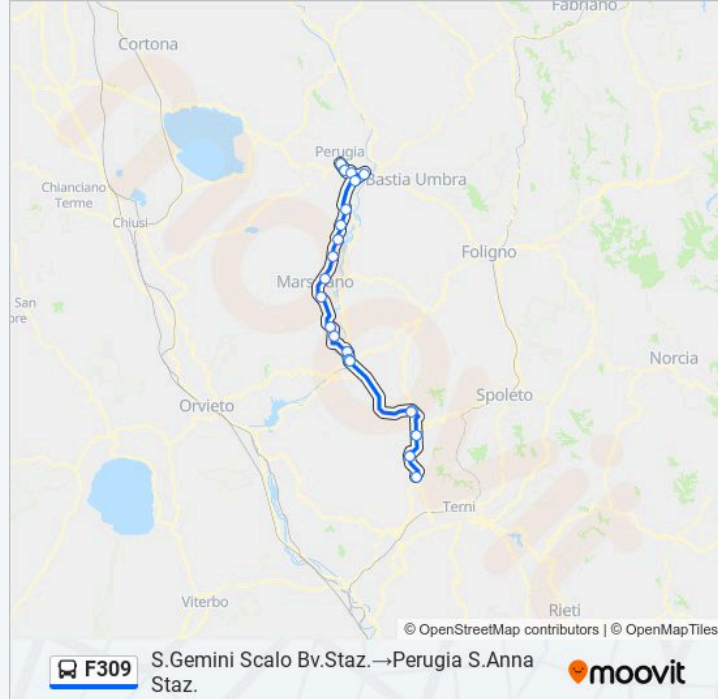 Fabriano
Cortona
Perugia
Bastia Umbra
Chianciano
Terme
Chiusi
Foligno
San
ore
Norcia
Spoleto
Orvieto
Terni
Viterbo
Rieti
© OpenStreetMap contributors | © OpenMapTiles
F309 S.Gemini Scalo Bv.Staz.→Perugia S.Anna
Staz.
moovit